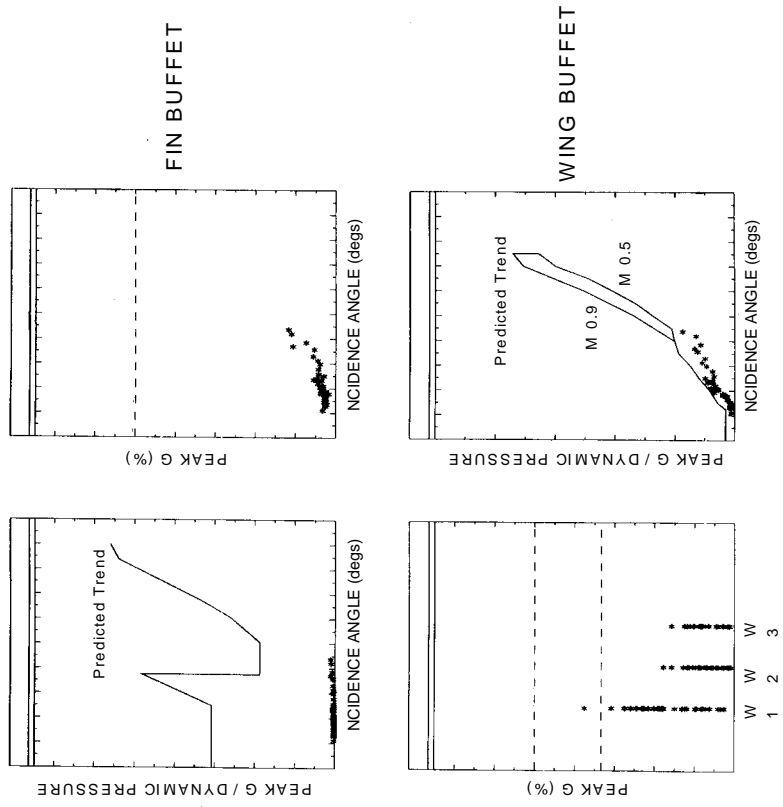 PEAK G / DYNAMIC PRESSURE
Predicted Trend
NCIDENCE ANGLE (degs)
PEAK G (%)
NCIDENCE ANGLE (degs)
FIN BUFFET
PEAK G (%)
W W W
1 2 3
PEAK G / DYNAMIC PRESSURE
Predicted Trend
M 0.9
M 0.5
NCIDENCE ANGLE (degs)
WING BUFFET